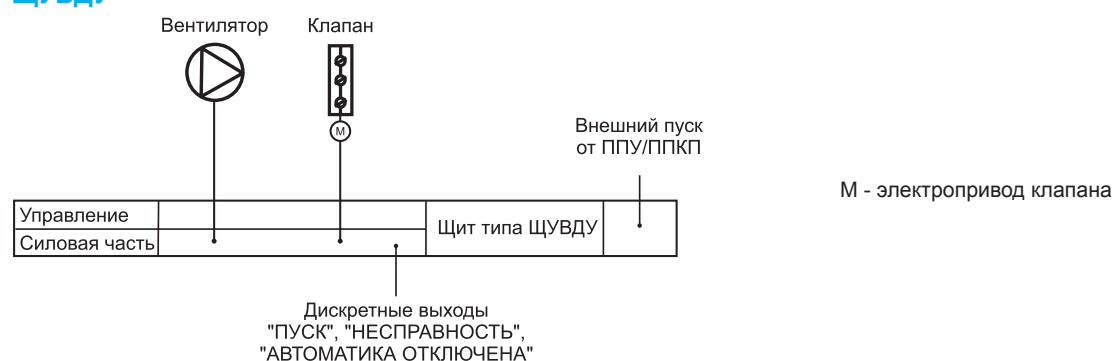 ЩУВДУ
Вентилятор
Клапан
М
Внешний пуск
от ППУ/ППКП
М - электропривод клапана
Управление
Силовая часть
Щит типа ЩУВДУ
Дискретные выходы
"ПУСК", "НЕСПРАВНОСТЬ",
"АВТОМАТИКА ОТКЛЮЧЕНА"